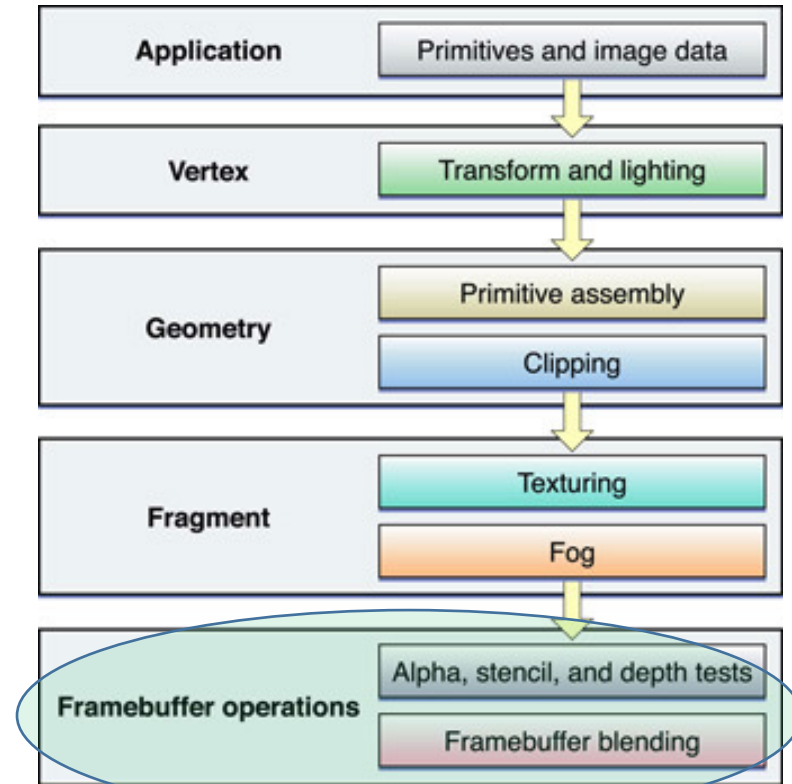 Application
Primitives and image data
Vertex
Transform and lighting
Geometry
Primitive assembly
Clipping
Fragment
Texturing
Fog
Framebuffer operations
Alpha, stencil, and depth tests
Framebuffer blending